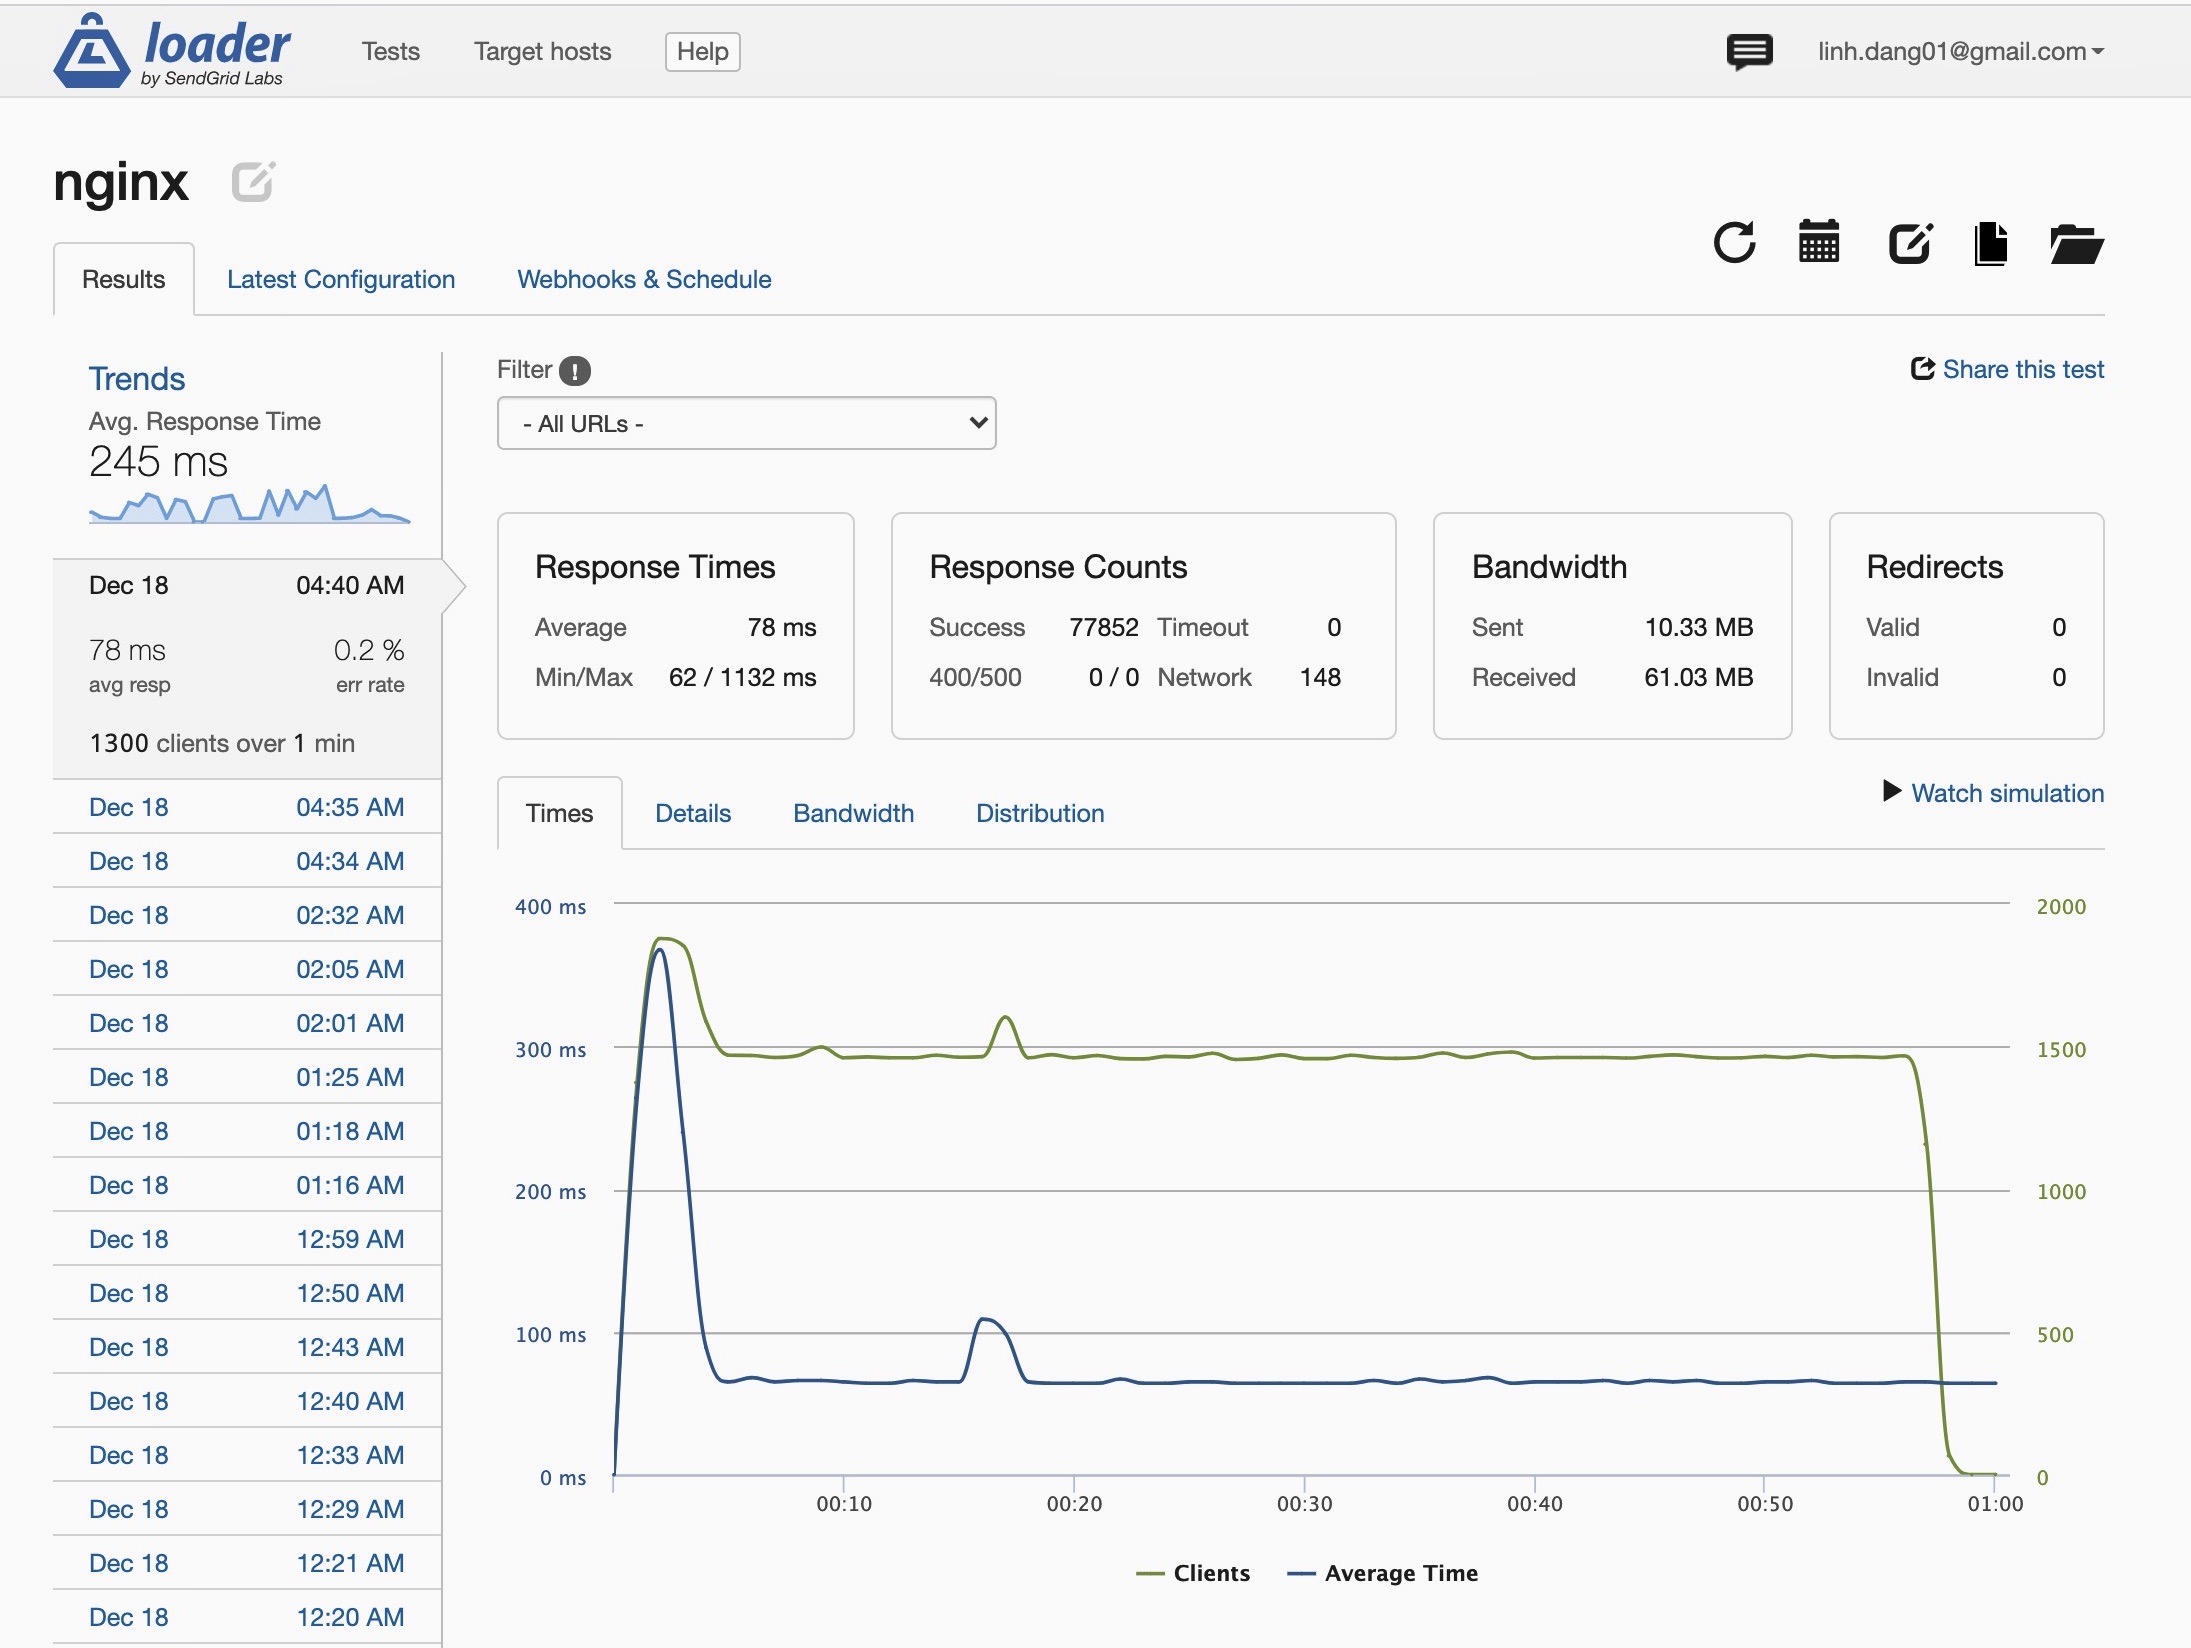 loader
by SendGrid Labs
Tests
Target hosts
Help
linh.dang01@gmail.com
nginx
Results
Latest Configuration
Webhooks & Schedule
Trends
Avg. Response Time
245 ms
Dec 18 04:40 AM
78 ms 0.2 %
avg resp err rate
1300 clients over 1 min
Dec 18 04:35 AM
Dec 18 04:34 AM
Dec 18 02:32 AM
Dec 18 02:05 AM
Dec 18 02:01 AM
Dec 18 01:25 AM
Dec 18 01:18 AM
Dec 18 01:16 AM
Dec 18 12:59 AM
Dec 18 12:50 AM
Dec 18 12:43 AM
Dec 18 12:40 AM
Dec 18 12:33 AM
Dec 18 12:29 AM
Dec 18 12:21 AM
Dec 18 12:20 AM
Filter !
- All URLs -
Share this test
Response Times
Average 78 ms
Min/Max 62 / 1132 ms
Response Counts
Success 77852 Timeout 0
400/500 0 / 0 Network 148
Bandwidth
Sent 10.33 MB
Received 61.03 MB
Redirects
Valid 0
Invalid 0
Times
Details
Bandwidth
Distribution
Watch simulation
400 ms 2000
300 ms 1500
200 ms 1000
100 ms 500
0 ms 0
00:10 00:20 00:30 00:40 00:50 01:00
Clients Average Time